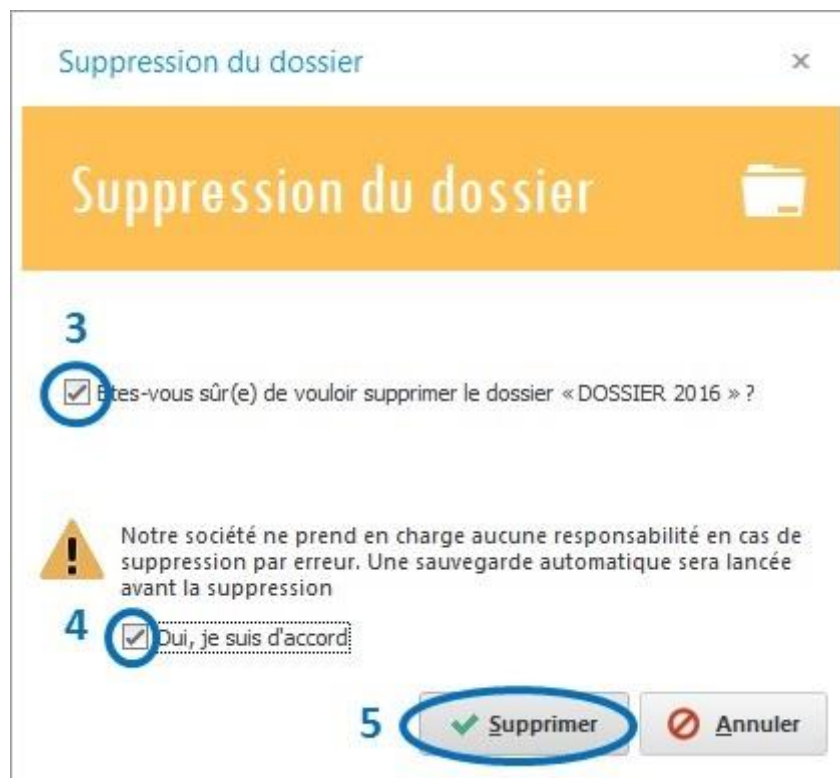 Suppression du dossier
Suppression du dossier
3
Etes-vous sûr(e) de vouloir supprimer le dossier « DOSSIER 2016 » ?
Notre société ne prend en charge aucune responsabilité en cas de
suppression par erreur. Une sauvegarde automatique sera lancée
avant la suppression
4
Oui, je suis d'accord
5
Supprimer
Annuler